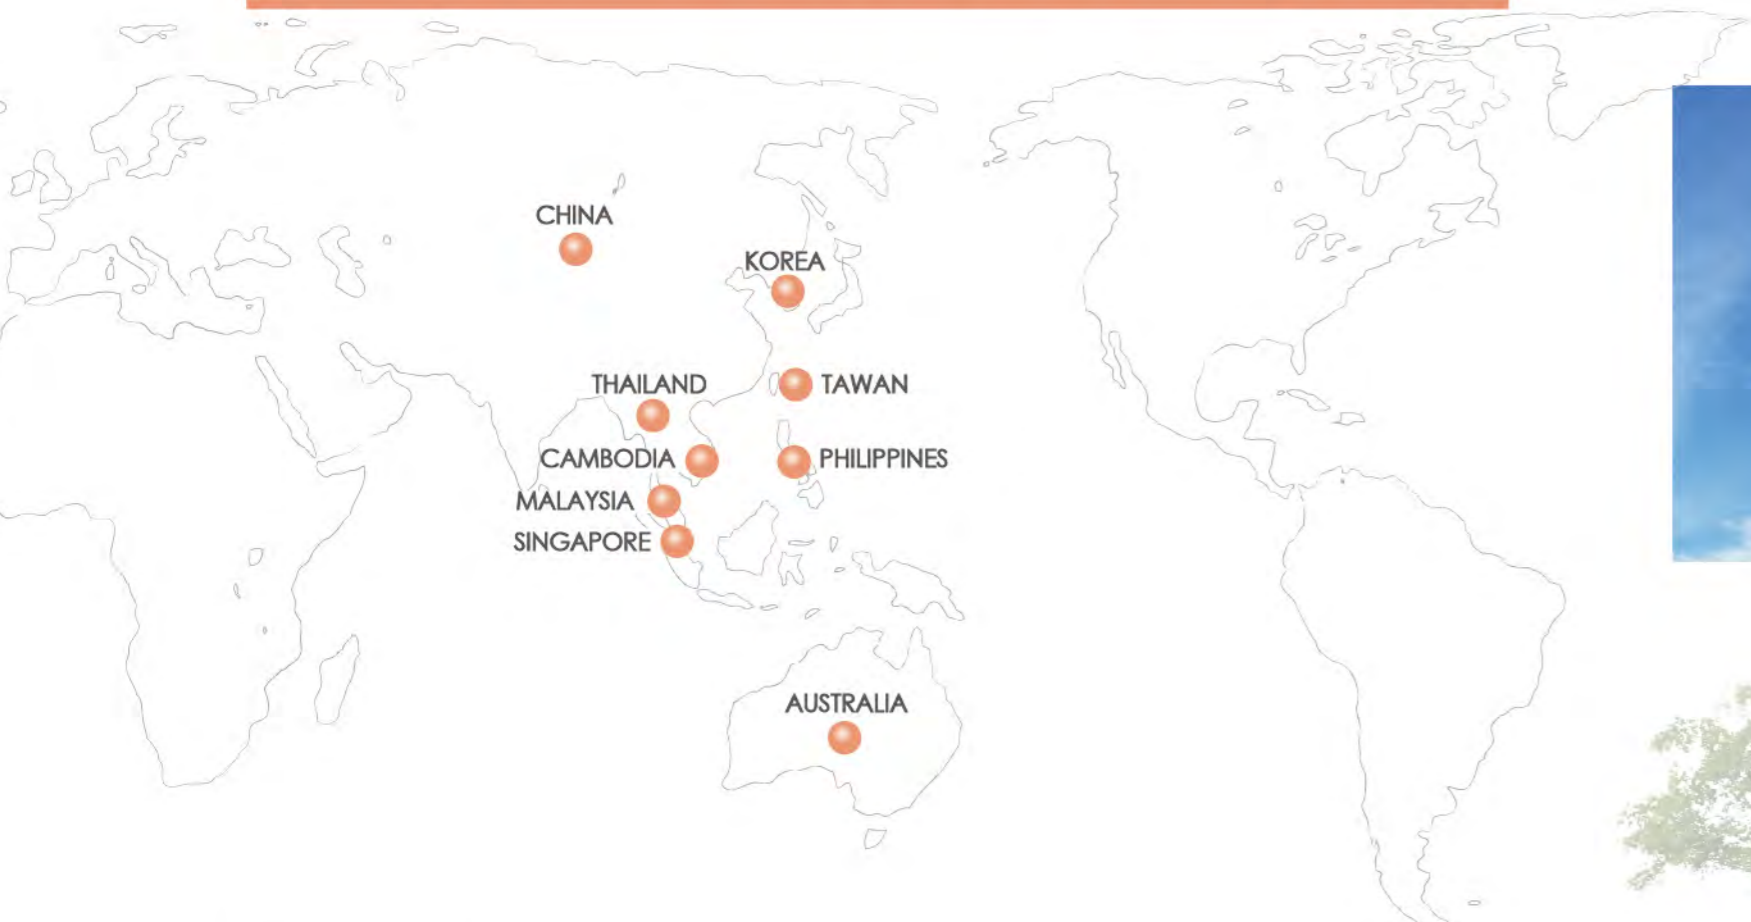 CHINA
KOREA
THAILAND
TAWAN
CAMBODIA
PHILIPPINES
MALAYSIA
SINGAPORE
AUSTRALIA